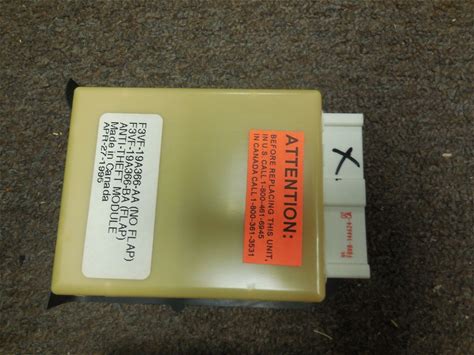 F3VF-19A366-AA (NO FLAP)
F3VF-19A366-BA (FLAP)
ANTI-THEFT MODULE
Made in Canada
APR-27-1995
ATTENTION:
BEFORE REPLACING THIS UNIT,
IN U.S. CALL 1-800-461-6945
IN CANADA CALL 1-800-361-3531
X